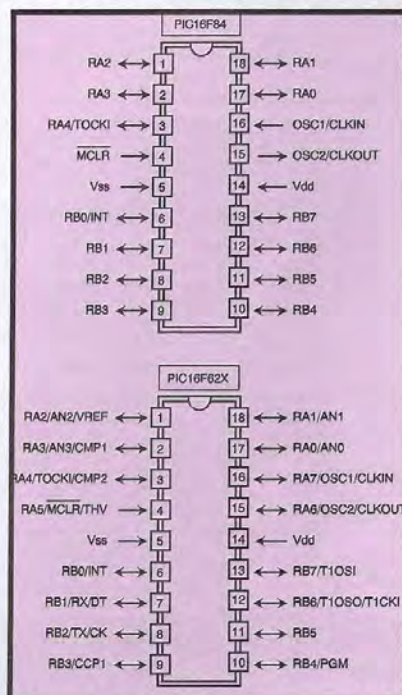 PIC16F84
RA2 1 18 RA1
RA3 2 17 RA0
RA4/TOCKI 3 16 OSC1/CLKIN
MCLR 4 15 OSC2/CLKOUT
Vss 5 14 Vdd
RB0/INT 6 13 RB7
RB1 7 12 RB6
RB2 8 11 RB5
RB3 9 10 RB4
PIC16F62X
RA2/AN2/VREF 1 18 RA1/AN1
RA3/AN3/CMP1 2 17 RA0/AN0
RA4/TOCKI/CMP2 3 16 RA7/OSC1/CLKIN
RA5/MCLR/THV 4 15 RA6/OSC2/CLKOUT
Vss 5 14 Vdd
RB0/INT 6 13 RB7/T1OSI
RB1/RX/DT 7 12 RB6/T1OSO/T1CKI
RB2/TX/CK 8 11 RB5
RB3/CCP1 9 10 RB4/PGM